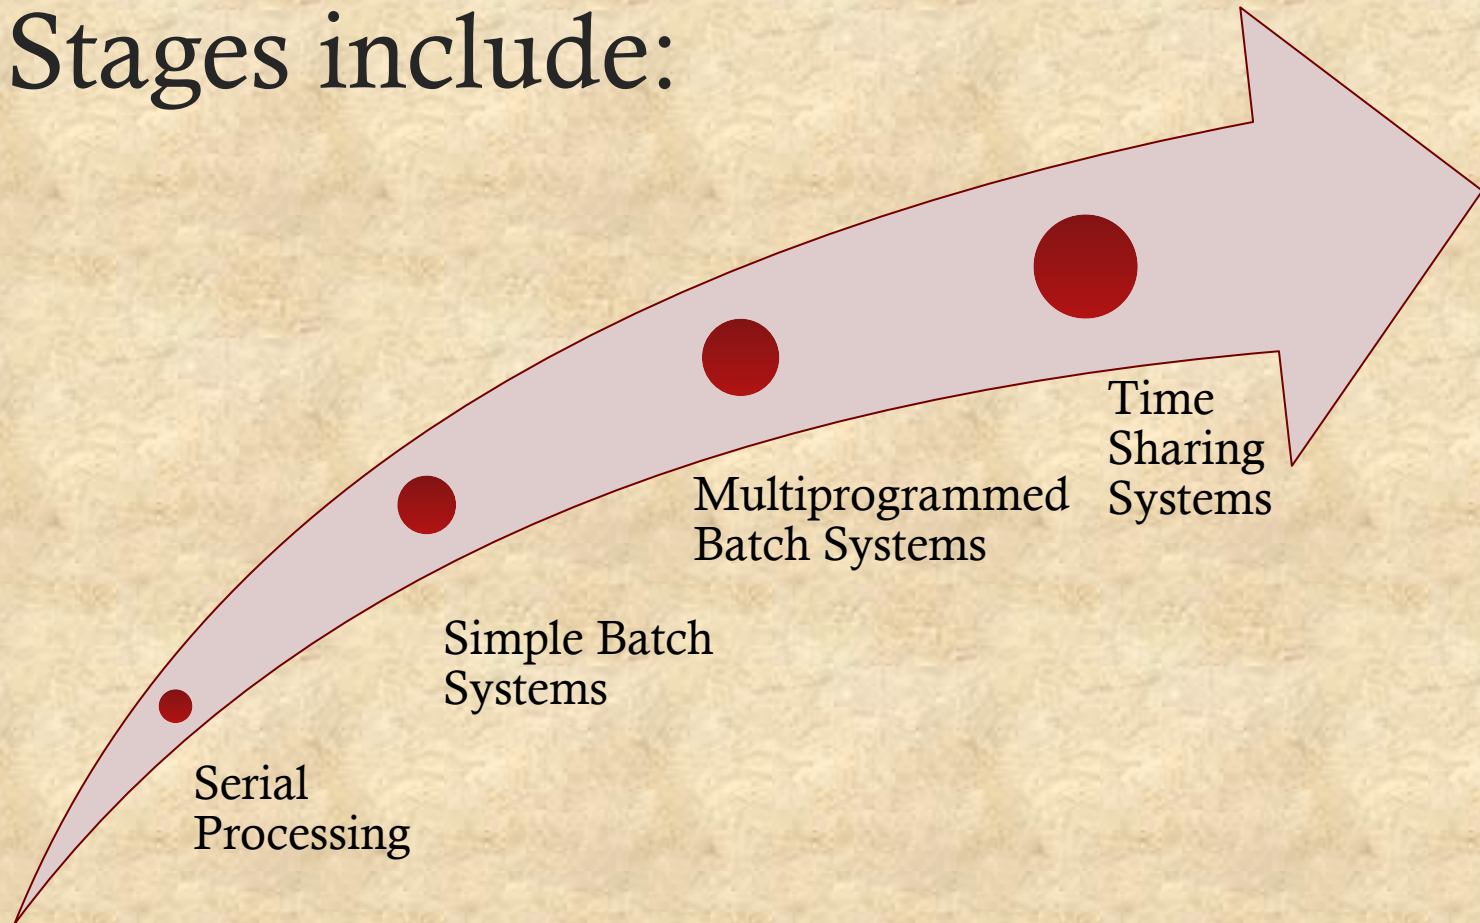 Stages include:
Time
Sharing
Systems
Multiprogrammed
Batch Systems
Simple Batch
Systems
Serial
Processing